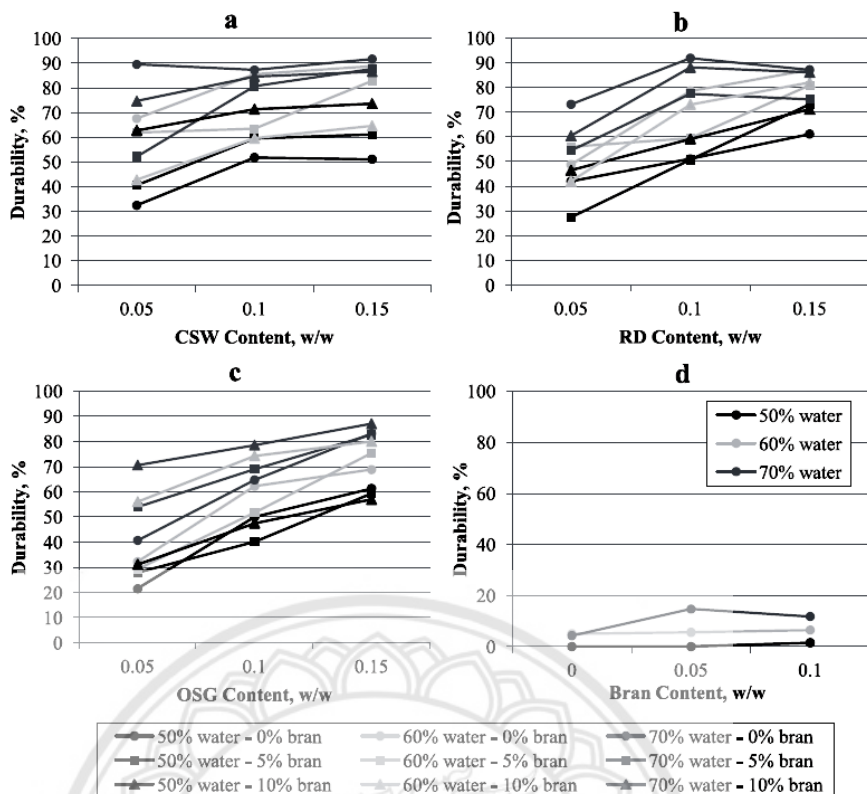 a
100
90
80
70
60
50
40
30
20
10
0
Durability, %
0.05 0.1 0.15
CSW Content, w/w
b
100
90
80
70
60
50
40
30
20
10
0
Durability, %
0.05 0.1 0.15
RD Content, w/w
c
100
90
80
70
60
50
40
30
20
10
0
Durability, %
0.05 0.1 0.15
OSG Content, w/w
d
100
80
60
40
20
0
Durability, %
50% water
60% water
70% water
0 0.05 0.1
Bran Content, w/w
50% water - 0% bran 60% water - 0% bran 70% water - 0% bran
50% water - 5% bran 60% water - 5% bran 70% water - 5% bran
50% water - 10% bran 60% water - 10% bran 70% water - 10% bran